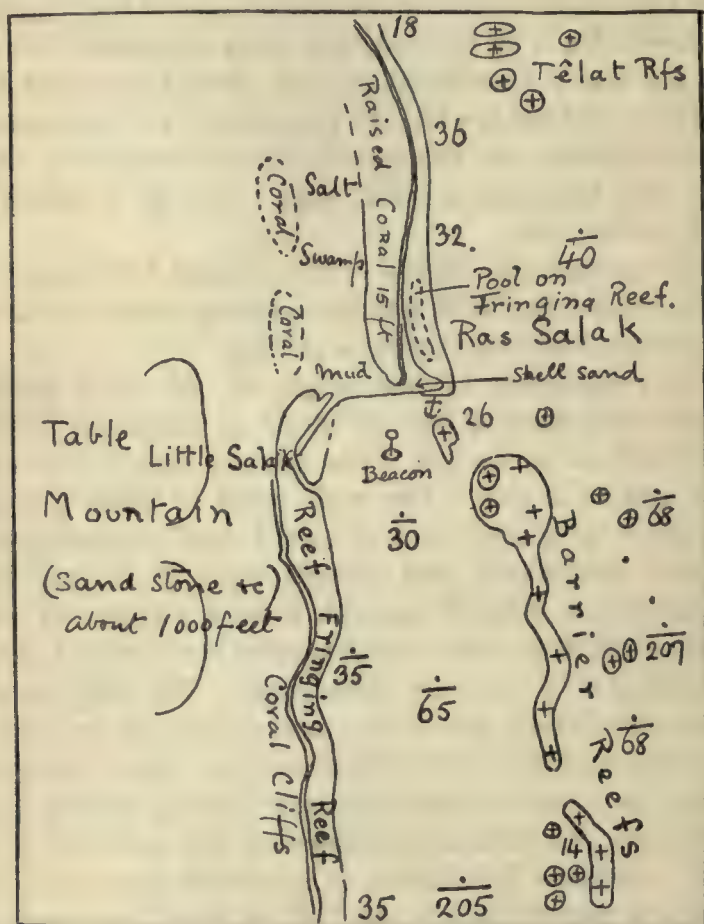 18
Têlat Rfs
Raised Coral 15 ft
36
Salt
Coral
Swamp
32.
40
Pool on
Fringing Reef.
Ras Salak
Coral
mud
shell sand
26
Table
Little Salak
Beacon
Mountain
30
68
Barrier
(Sand stone &c)
about 1000 feet
Reef Fringing Reef
35
207
65
68
Reefs
Coral Cliffs
14
35
205